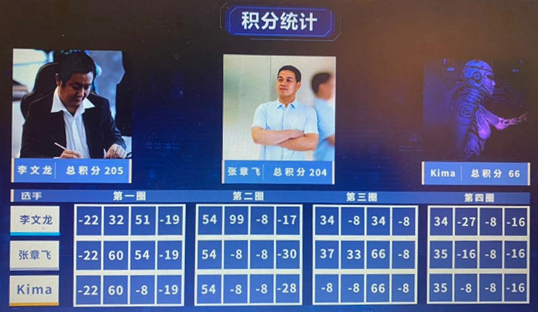 积分统计
李文龙 总积分 205
张章飞 总积分 204
Kima 总积分 66
选手 第一圈 第二圈 第三圈 第四圈
李文龙 -22 32 51 -19 54 99 -8 -17 34 -8 34 -8 34 -27 -8 -16
张章飞 -22 60 54 -19 54 -8 -8 -30 37 33 66 -8 35 -16 -8 -16
Kima -22 60 -8 -19 54 -8 -8 -28 -8 -8 66 -8 35 -8 -8 -16